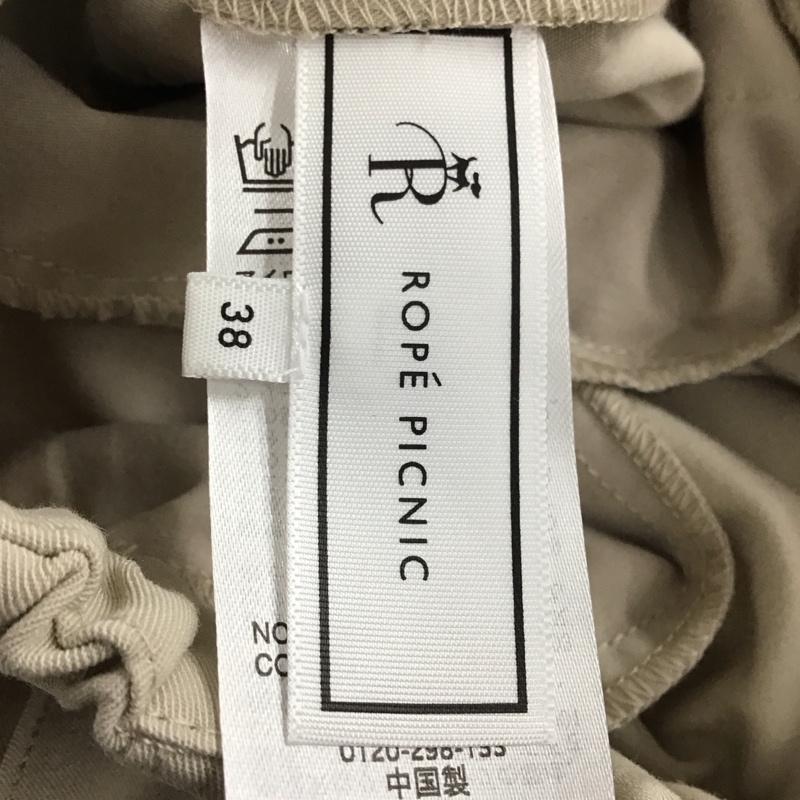 R
ROPÉ PICNIC
38
NO
CO
0120-298-133
中国製